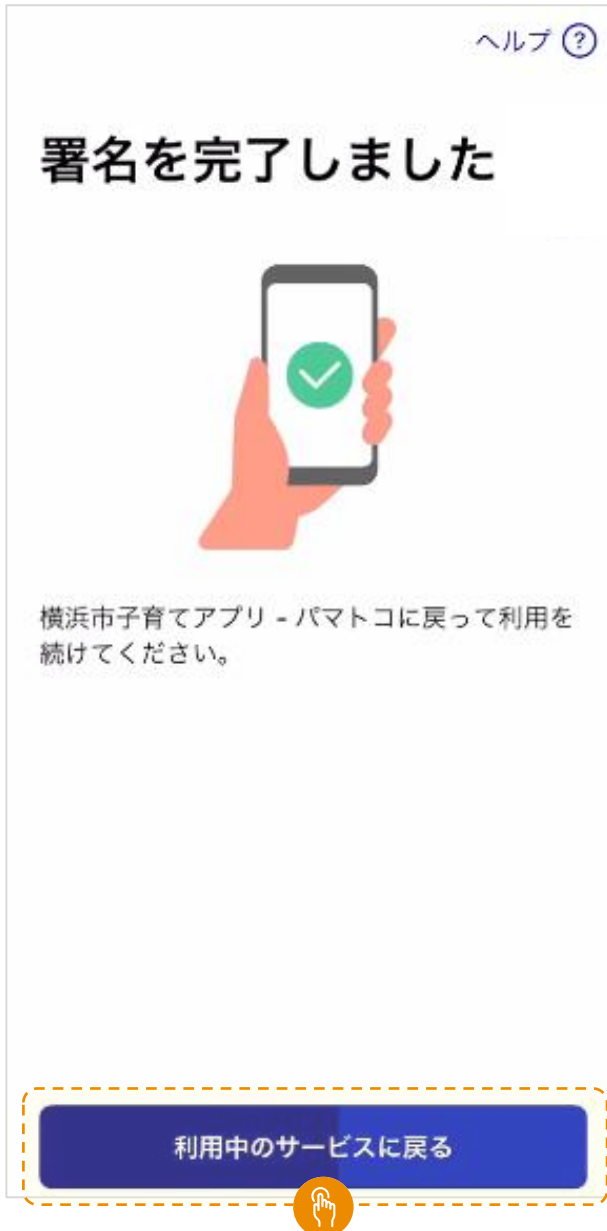 ヘルプ ?
署名を完了しました
横浜市子育てアプリ - パマトコに戻って利用を
続けてください。
利用中のサービスに戻る